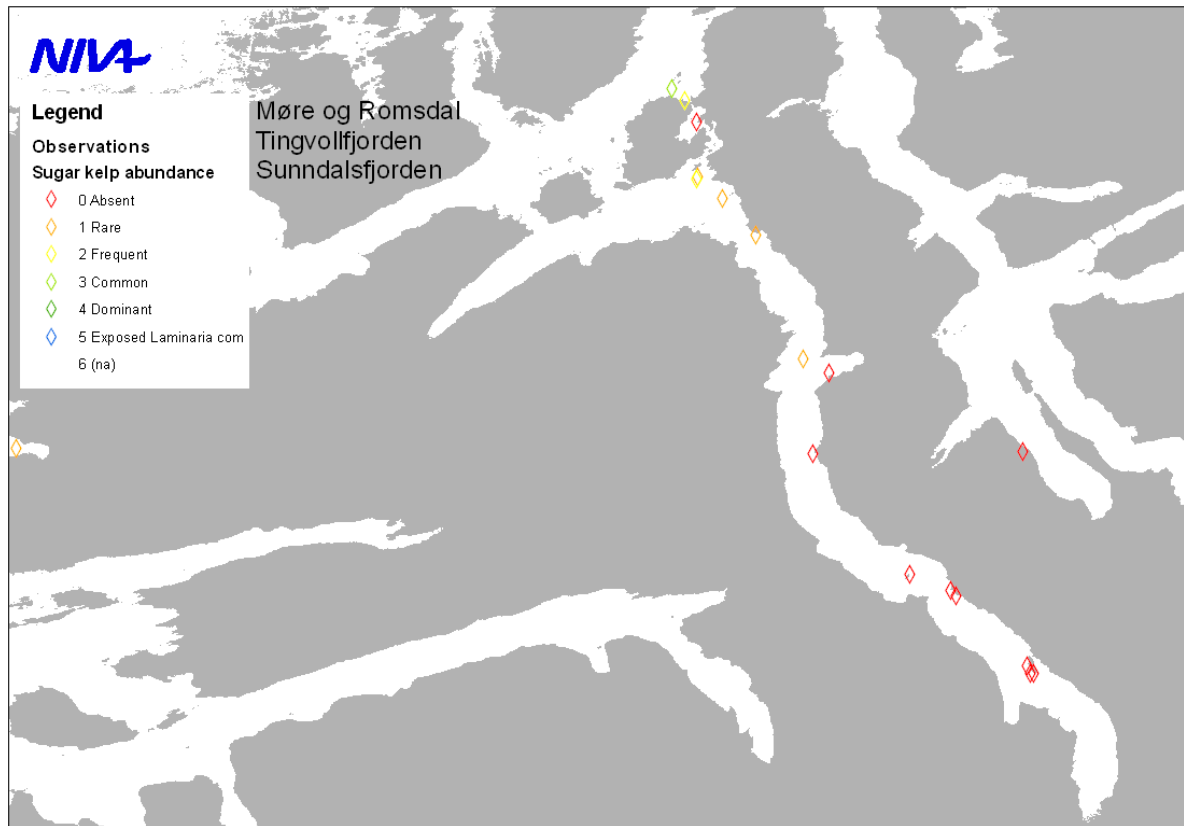 NIVA
Legend
Observations
Sugar kelp abundance
0 Absent
1 Rare
2 Frequent
3 Common
4 Dominant
5 Exposed Laminaria com
6 (na)
Møre og Romsdal
Tingvollfjorden
Sunndalsfjorden